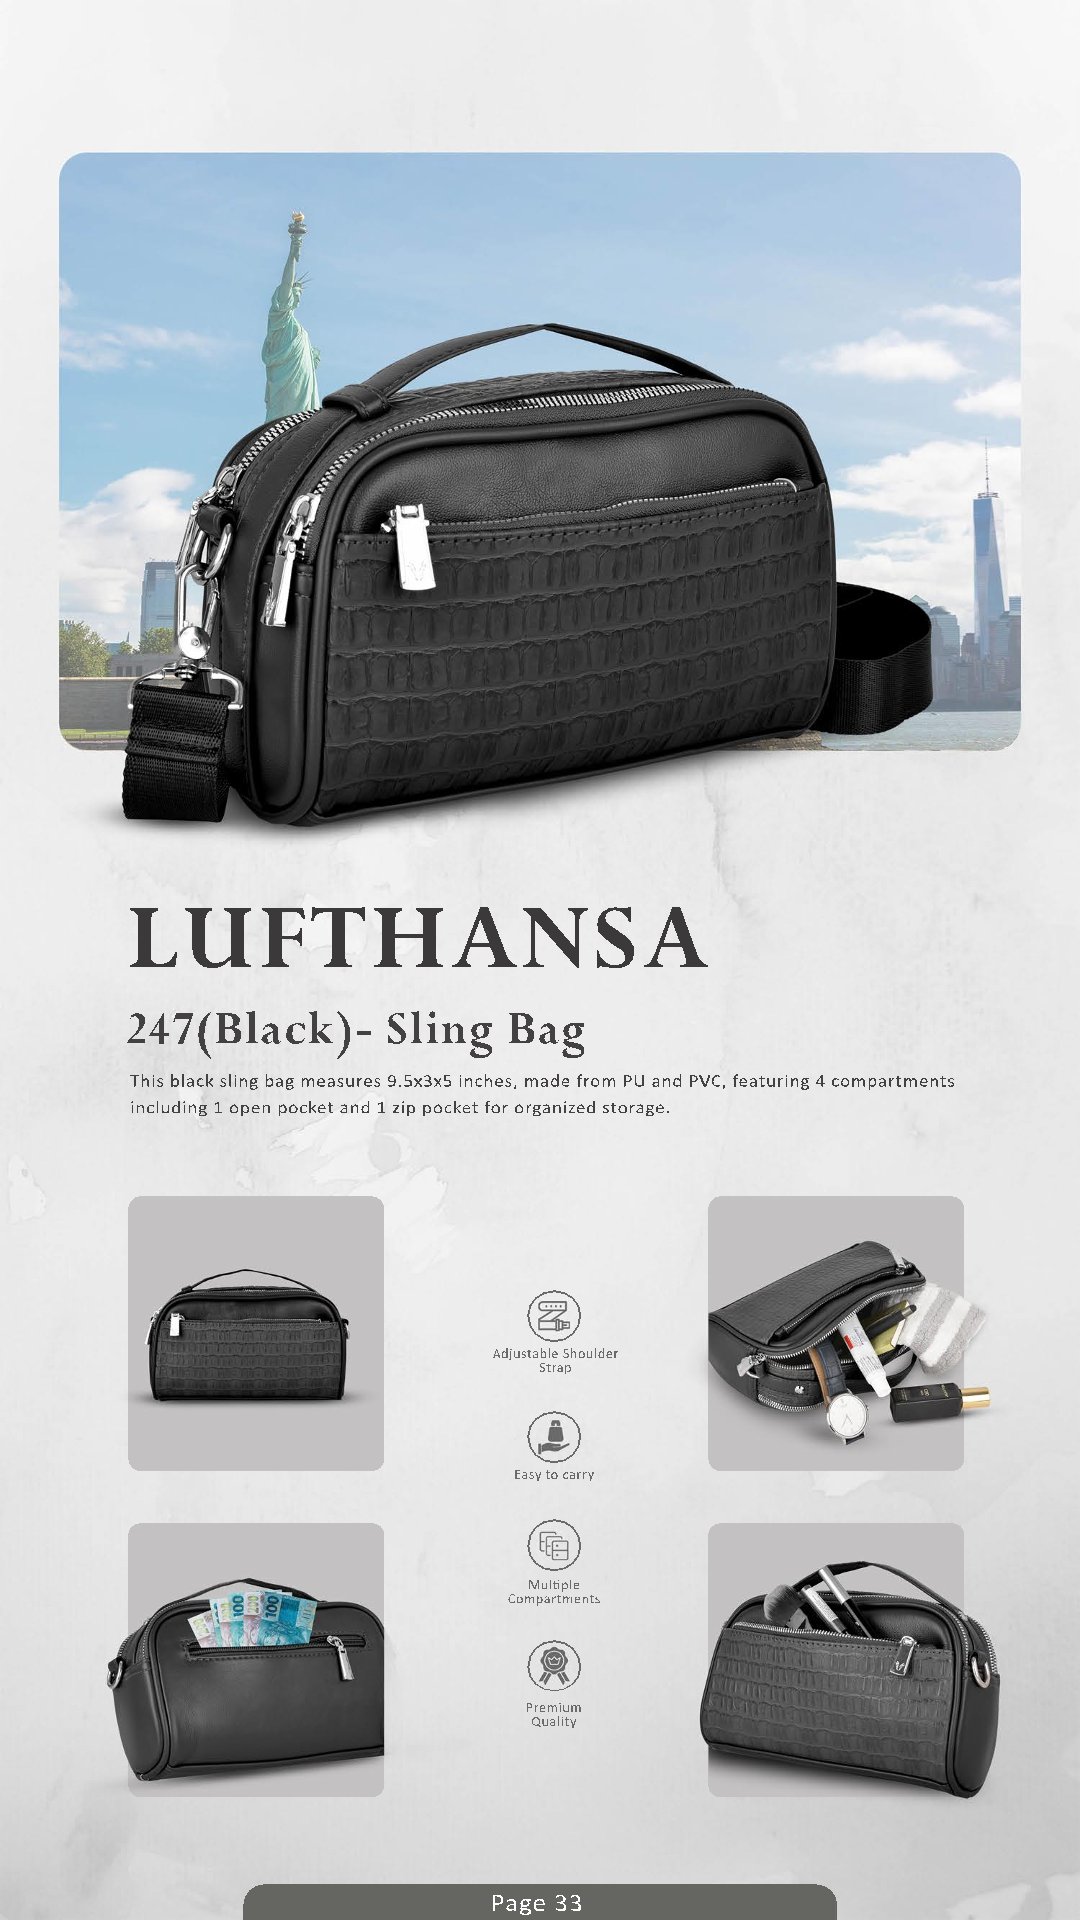 LUFTHANSA
247(Black)- Sling Bag
This black sling bag measures 9.5x3x5 inches, made from PU and PVC, featuring 4 compartments
including 1 open pocket and 1 zip pocket for organized storage.
Adjustable Shoulder
Strap
Easy to carry
Multiple
Compartments
Premium
Quality
100
100
Page 33